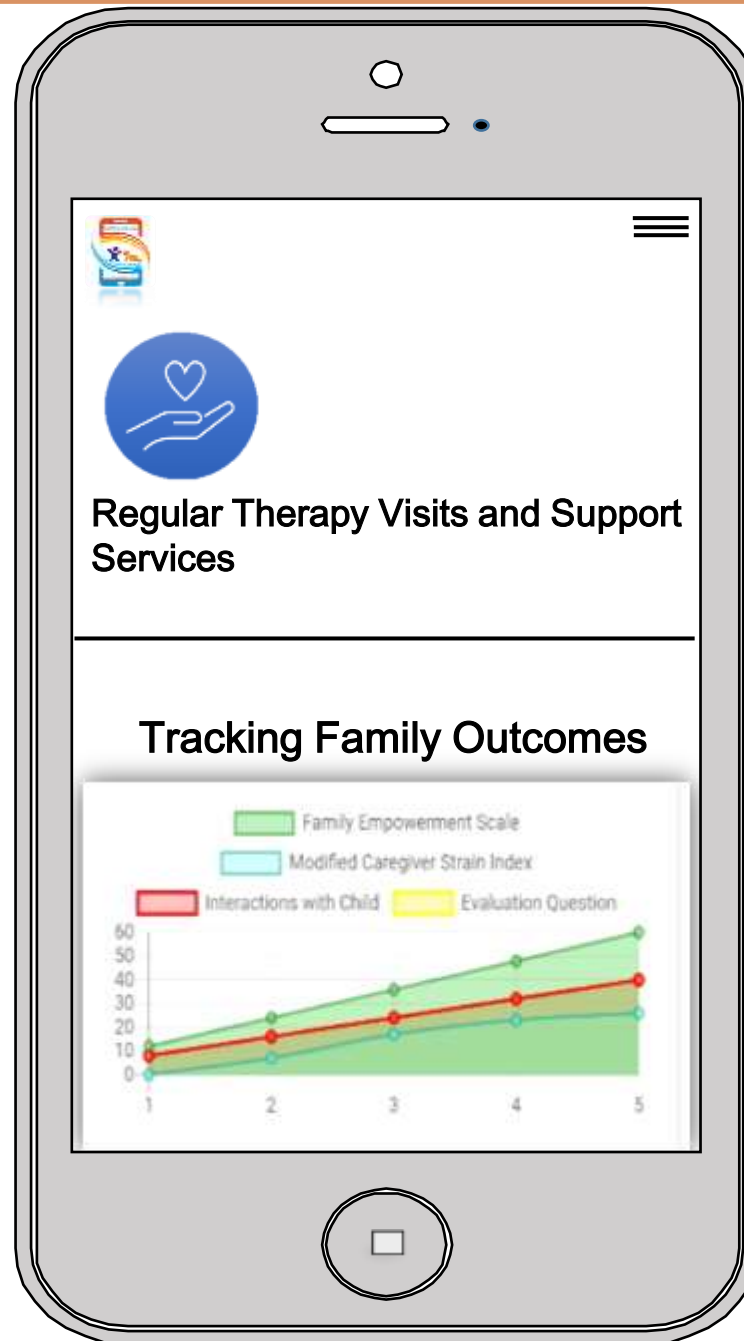 Regular Therapy Visits and Support
Services
Tracking Family Outcomes
Family Empowerment Scale
Modified Caregiver Strain Index
Interactions with Child Evaluation Question
60
50
40
30
20
10
0
1 2 3 4 5